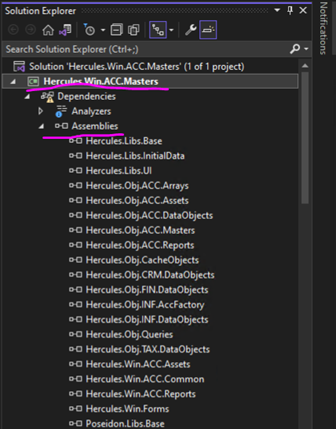 Solution Explorer
Search Solution Explorer (Ctrl+;)
Solution 'Hercules.Win.ACC.Masters' (1 of 1 project)
Hercules.Win.ACC.Masters
Dependencies
Analyzers
Assemblies
Hercules.Libs.Base
Hercules.Libs.InitialData
Hercules.Libs.UI
Hercules.Obj.ACC.Arrays
Hercules.Obj.ACC.Assets
Hercules.Obj.ACC.DataObjects
Hercules.Obj.ACC.Masters
Hercules.Obj.ACC.Reports
Hercules.Obj.CacheObjects
Hercules.Obj.CRM.DataObjects
Hercules.Obj.FIN.DataObjects
Hercules.Obj.INF.AccFactory
Hercules.Obj.INF.DataObjects
Hercules.Obj.Queries
Hercules.Obj.TAX.DataObjects
Hercules.Win.ACC.Assets
Hercules.Win.ACC.Common
Hercules.Win.ACC.Reports
Hercules.Win.Forms
Poseidon.Libs.Base
Notifications